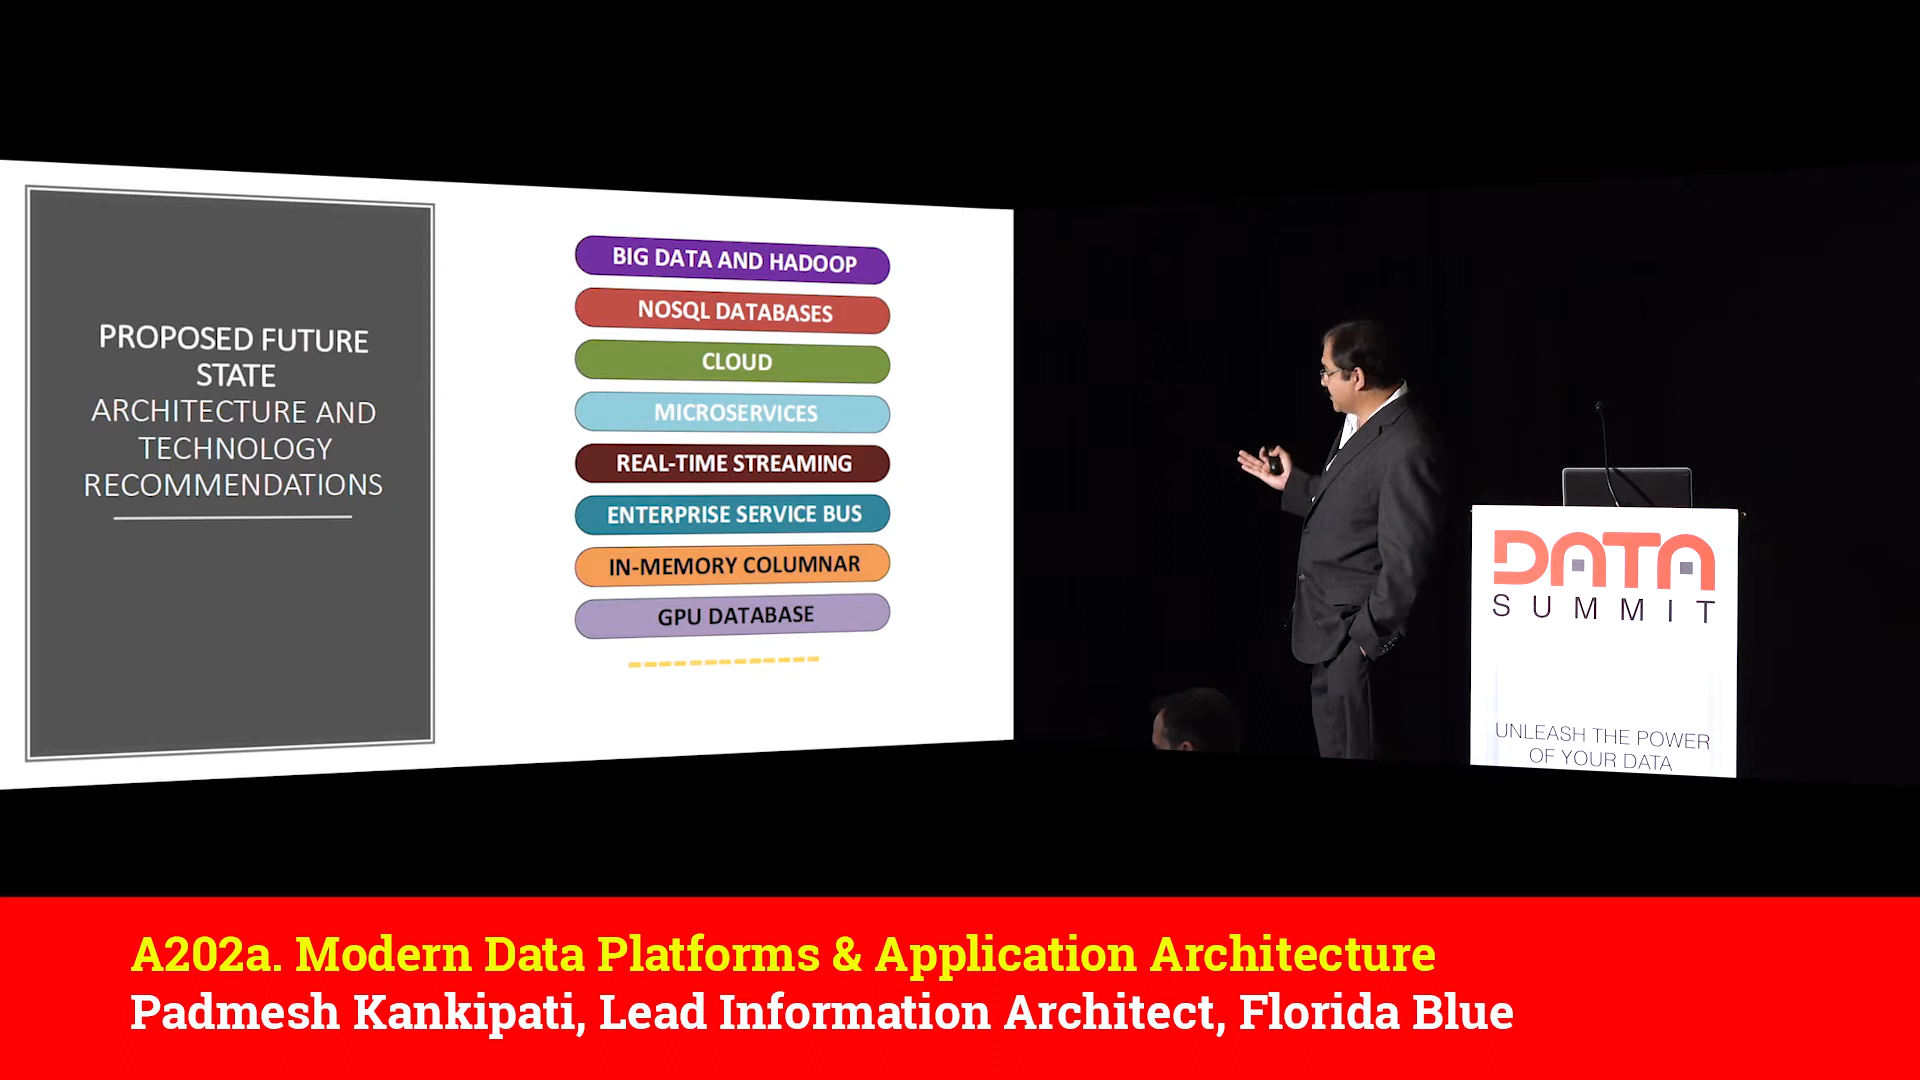 PROPOSED FUTURE
STATE
ARCHITECTURE AND
TECHNOLOGY
RECOMMENDATIONS
BIG DATA AND HADOOP
NOSQL DATABASES
CLOUD
MICROSERVICES
REAL-TIME STREAMING
ENTERPRISE SERVICE BUS
IN-MEMORY COLUMNAR
GPU DATABASE
DATA
SUMMIT
UNLEASH THE POWER
OF YOUR DATA
A202a. Modern Data Platforms & Application Architecture
Padmesh Kankipati, Lead Information Architect, Florida Blue